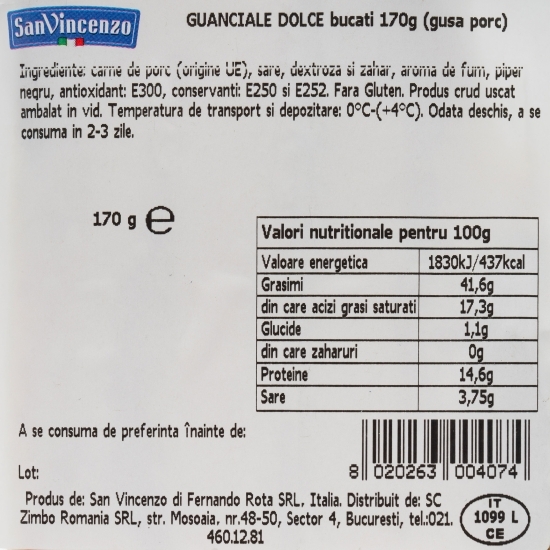 San Vincenzo
GUANCIALE DOLCE bucati 170g (gusa porc)
Ingrediente: carne de porc (origine UE), sare, dextroza si zahar, aroma de fum, piper
negru, antioxidant: E300, conservanti: E250 si E252. Fara Gluten. Produs crud uscat
ambalat in vid. Temperatura de transport si depozitare: 0°C-(+4°C). Odata deschis, a se
consuma in 2-3 zile.
170 g e
Valori nutritionale pentru 100g
Valoare energetica 1830kJ/437kcal
Grasimi 41,6g
din care acizi grasi saturati 17,3g
Glucide 1,1g
din care zaharuri 0g
Proteine 14,6g
Sare 3,75g
A se consuma de preferinta înainte de:
Lot:
8 020263 004074
Produs de: San Vincenzo di Fernando Rota SRL, Italia. Distribuit de: SC
Zimbo Romania SRL, str. Mosoaia, nr.48-50, Sector 4, Bucuresti, tel.:021.
460.12.81
IT
1099 L
CE